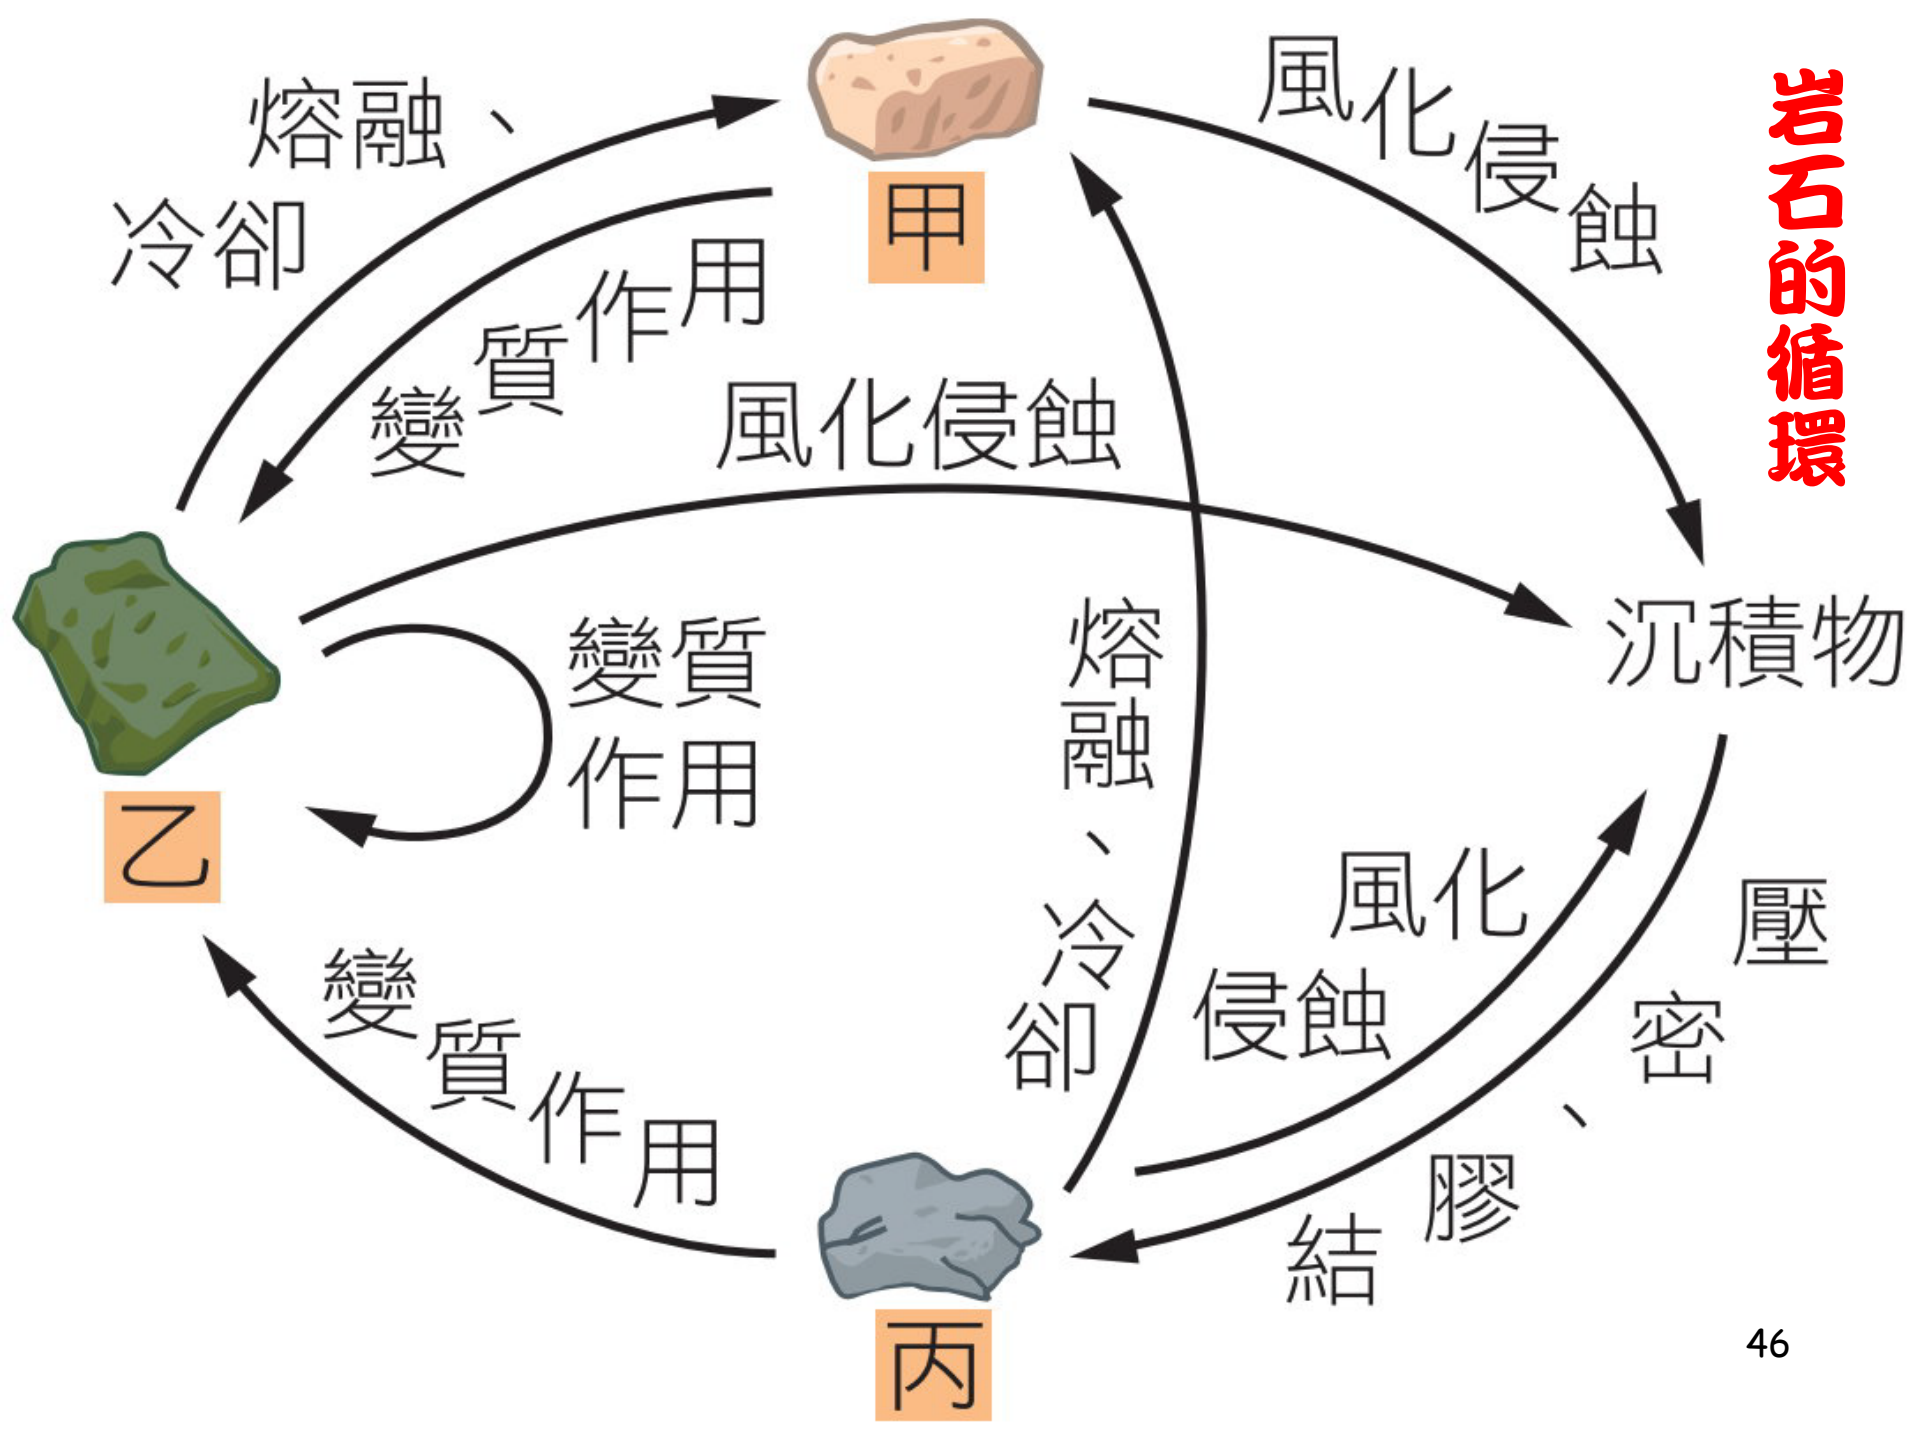 岩石的循環
熔融、
冷卻
甲
風化侵蝕
變質作用
風化侵蝕
沉積物
變質
作用
乙
熔融、冷卻
風化
侵蝕
壓密、膠結
變質作用
丙
46